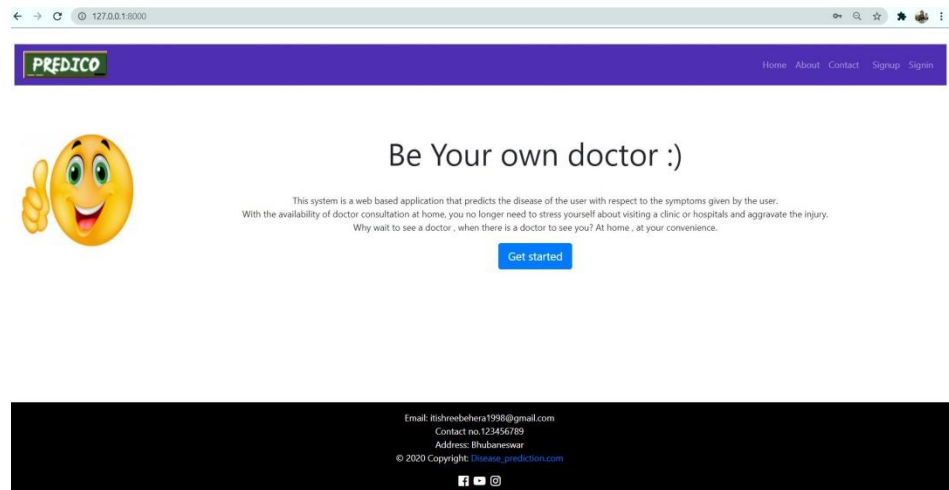 127.0.0.1:8000
PREDICO
Home About Contact Signup Signin
Be Your own doctor :)
This system is a web based application that predicts the disease of the user with respect to the symptoms given by the user.
With the availability of doctor consultation at home, you no longer need to stress yourself about visiting a clinic or hospitals and aggravate the injury.
Why wait to see a doctor , when there is a doctor to see you? At home , at your convenience.
Get started
Email: itishreebehera1998@gmail.com
Contact no.123456789
Address: Bhubaneswar
© 2020 Copyright: Disease_prediction.com